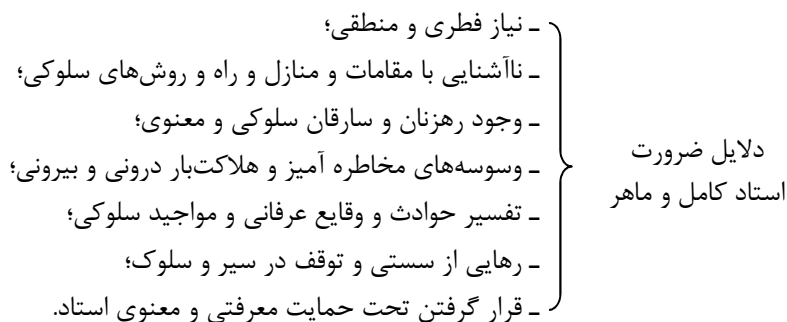 دلایل ضرورت
استاد کامل و ماهر
ـ نیاز فطری و منطقی؛
ـ ناآشنایی با مقامات و منازل و راه و روش‌های سلوکی؛
ـ وجود رهزنان و سارقان سلوکی و معنوی؛
ـ وسوسه‌های مخاطره آمیز و هلاکت‌بار درونی و بیرونی؛
ـ تفسیر حوادث و وقایع عرفانی و مواجید سلوکی؛
ـ رهایی از سستی و توقف در سیر و سلوک؛
ـ قرار گرفتن تحت حمایت معرفتی و معنوی استاد.